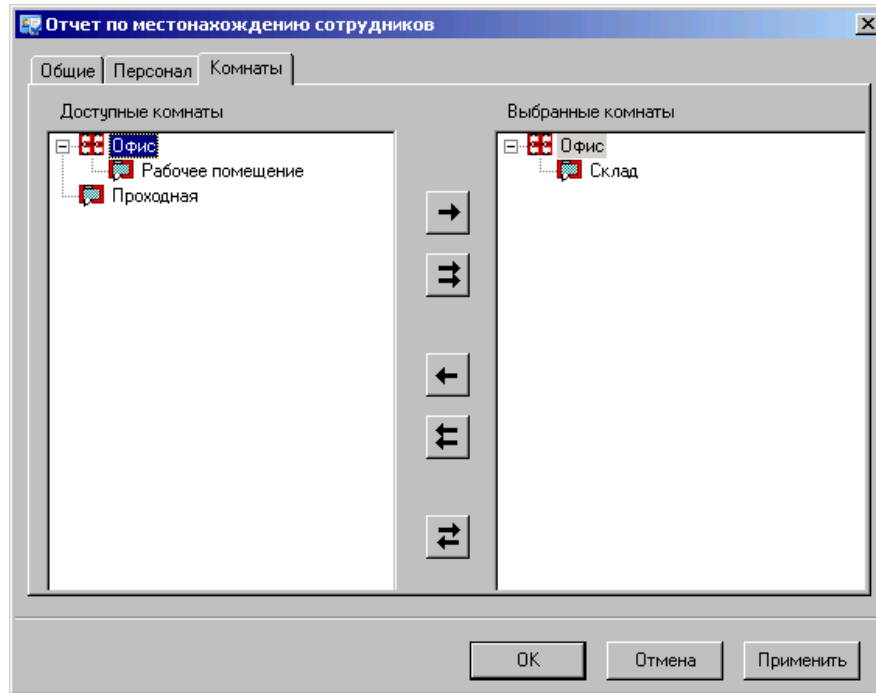 Отчет по местонахождению сотрудников
Общие Персонал Комнаты
Доступные комнаты
Офис
Рабочее помещение
Проходная
Выбранные комнаты
Офис
Склад
OK Отмена Применить